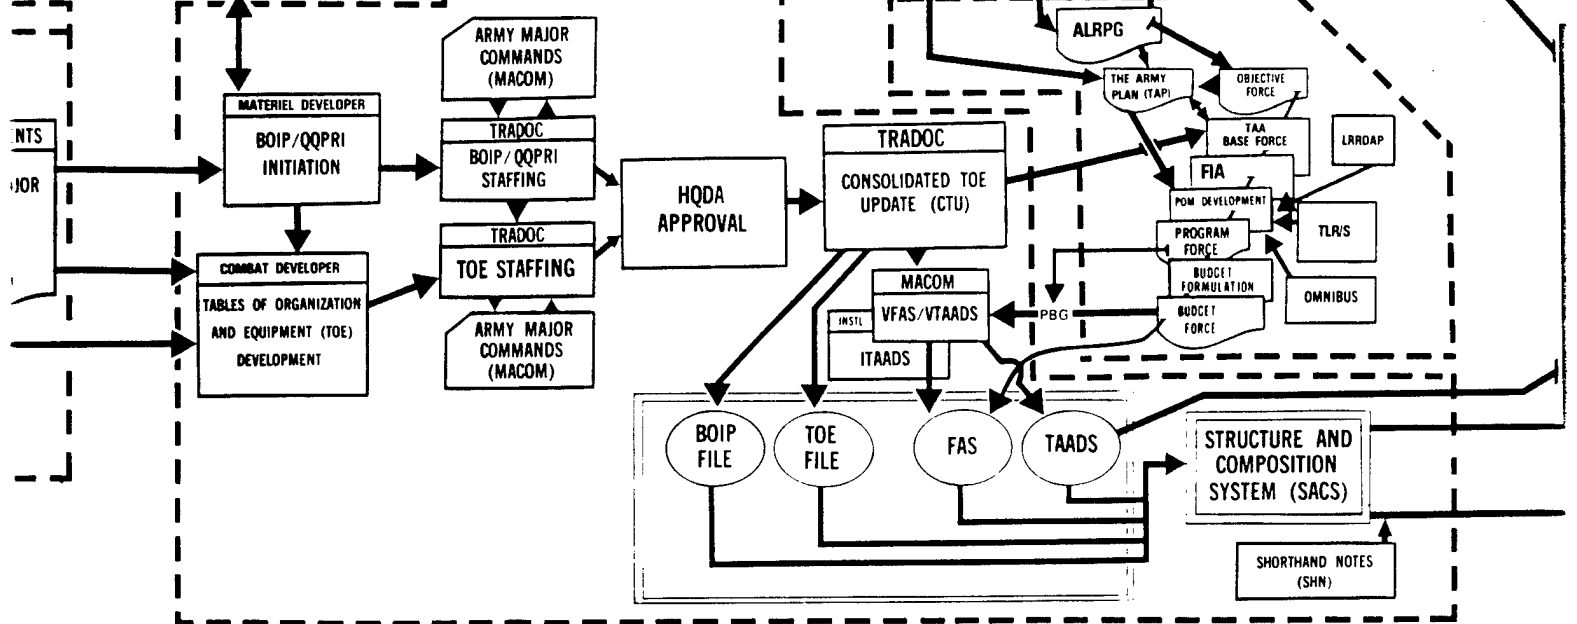 ENTS
JOR
MATERIEL DEVELOPER
BOIP/QQPRI
INITIATION
COMBAT DEVELOPER
TABLES OF ORGANIZATION
AND EQUIPMENT (TOE)
DEVELOPMENT
ARMY MAJOR
COMMANDS
(MACOM)
TRADOC
BOIP/QQPRI
STAFFING
TRADOC
TOE STAFFING
ARMY MAJOR
COMMANDS
(MACOM)
HQDA
APPROVAL
TRADOC
CONSOLIDATED TOE
UPDATE (CTU)
MACOM
VFAS/VTAADS
INSTL
ITAADS
ALRPG
THE ARMY
PLAN (TAP)
OBJECTIVE
FORCE
TAA
BASE FORCE
LRRDAP
FIA
POM DEVELOPMENT
PROGRAM
FORCE
TLR/S
BUDGET
FORMULATION
OMNIBUS
PBG
BUDGET
FORCE
BOIP
FILE
TOE
FILE
FAS
TAADS
STRUCTURE AND
COMPOSITION
SYSTEM (SACS)
SHORTHAND NOTES
(SHN)